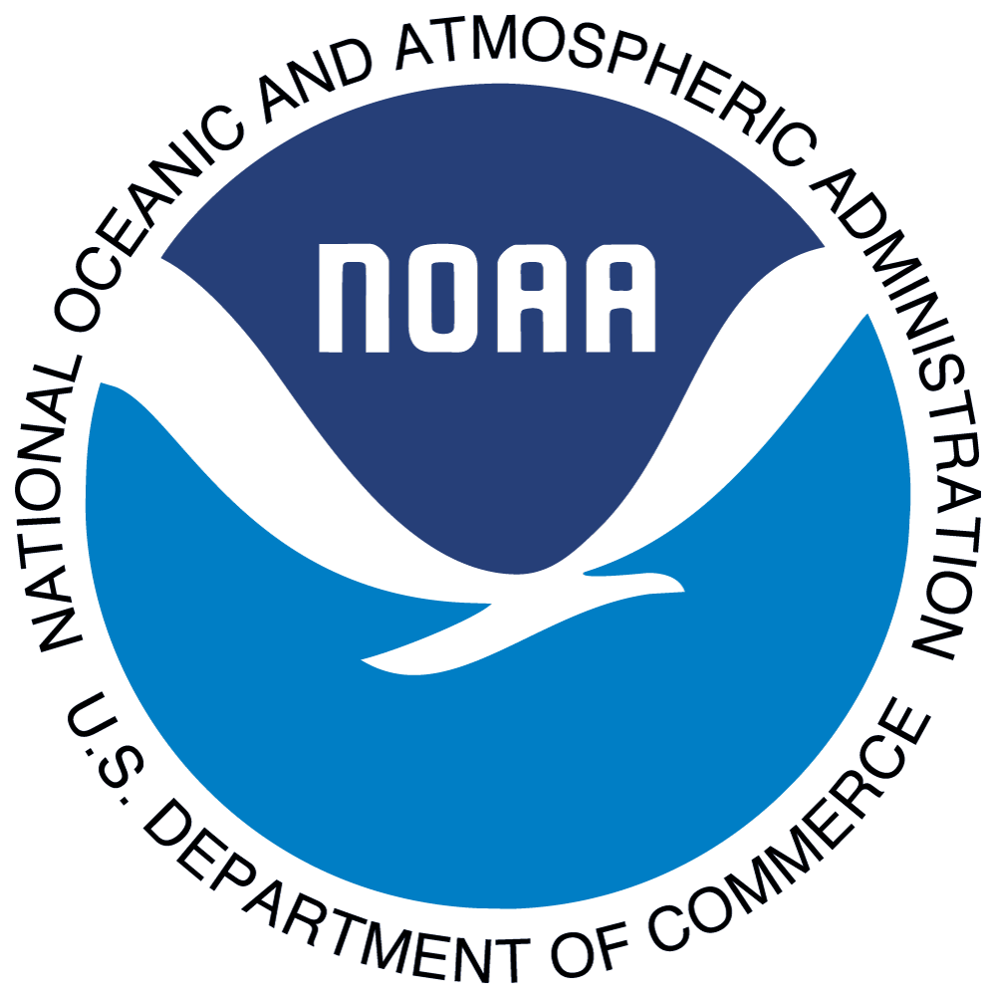 NATIONAL OCEANIC AND ATMOSPHERIC ADMINISTRATION
NOAA
U.S. DEPARTMENT OF COMMERCE